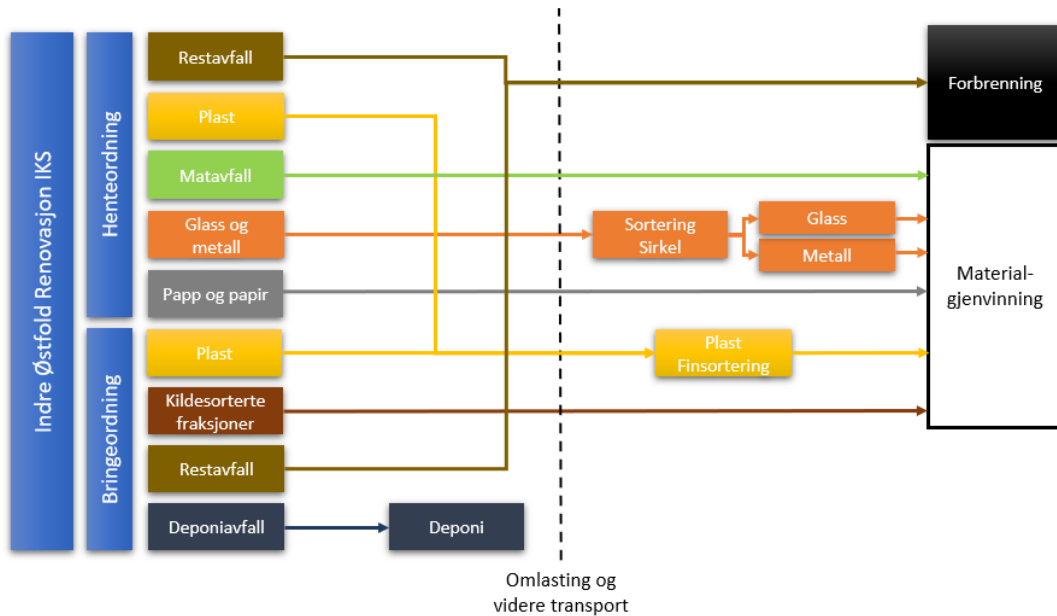 Indre Østfold Renovasjon IKS
Henteordning
Restavfall
Plast
Matavfall
Glass og
metall
Papp og papir
Bringeordning
Plast
Kildesorterte
fraksjoner
Restavfall
Deponiavfall
Deponi
Sortering
Sirkel
Glass
Metall
Plast
Finsortering
Forbrenning
Material-
gjenvinning
Omlasting og
videre transport